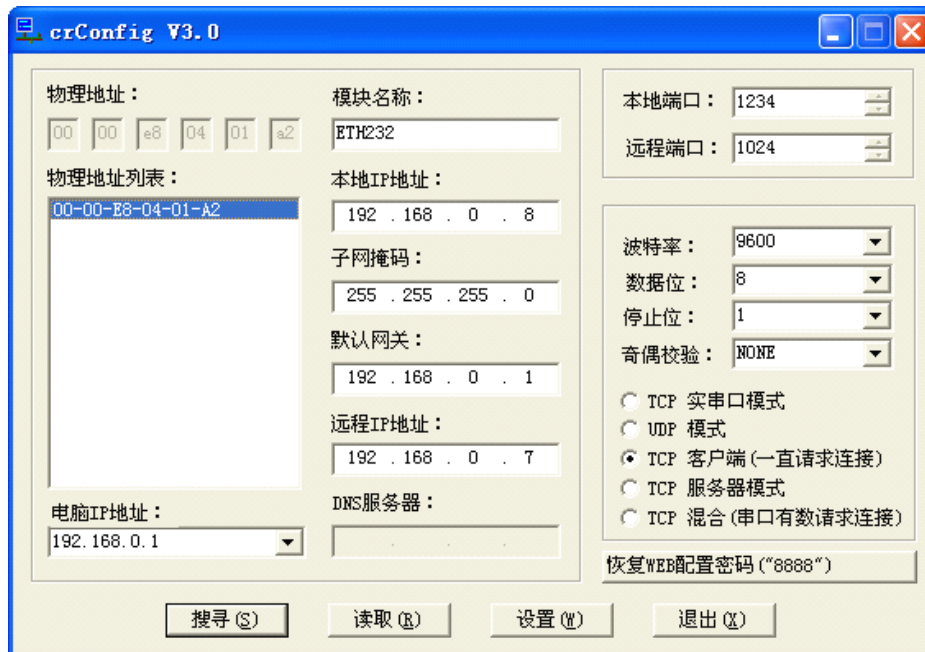 crConfig V3.0
物理地址：
00 00 e8 04 01 a2
物理地址列表：
00-00-E8-04-01-A2
电脑IP地址：
192.168.0.1
模块名称：
ETH232
本地IP地址：
192 . 168 . 0 . 8
子网掩码：
255 . 255 . 255 . 0
默认网关：
192 . 168 . 0 . 1
远程IP地址：
192 . 168 . 0 . 7
DNS服务器：
. . .
本地端口： 1234
远程端口： 1024
波特率： 9600
数据位： 8
停止位： 1
奇偶校验： NONE
TCP 实串口模式
UDP 模式
TCP 客户端(一直请求连接)
TCP 服务器模式
TCP 混合(串口有数请求连接)
恢复WEB配置密码("8888")
搜寻(S) 读取(R) 设置(W) 退出(X)